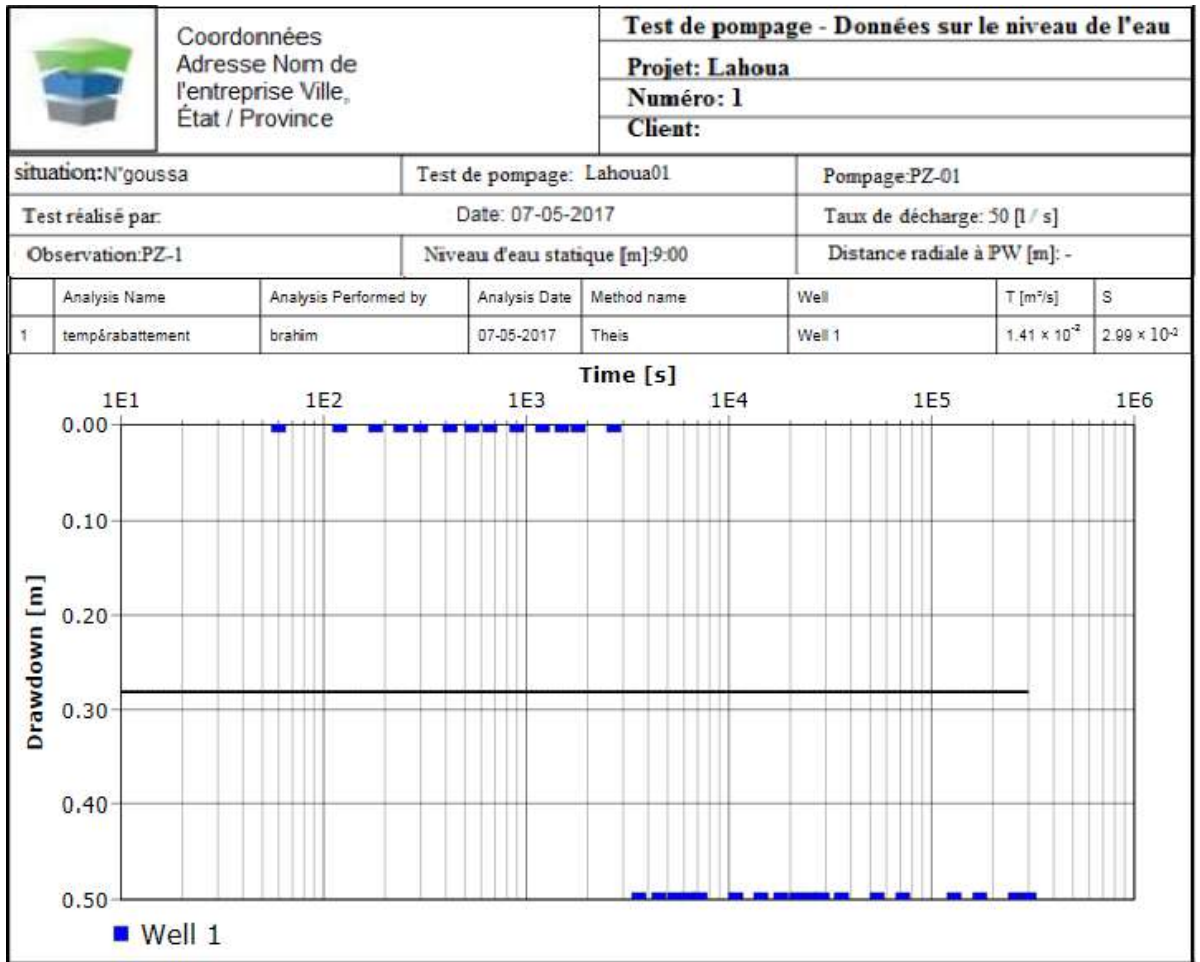 Coordonnées
Adresse Nom de
l'entreprise Ville,
État / Province
Test de pompage - Données sur le niveau de l'eau
Projet: Lahoua
Numéro: 1
Client:
situation:N"goussa
Test de pompage: Lahoua01
Pompage:PZ-01
Test réalisé par:
Date: 07-05-2017
Taux de décharge: 50 [l / s]
Observation:PZ-1
Niveau d'eau statique [m]:9:00
Distance radiale à PW [m]: -
Analysis Name Analysis Performed by Analysis Date Method name Well T [m²/s] S
1 temp&rabattement brahim 07-05-2017 Theis Well 1 1.41 × 10⁻² 2.99 × 10⁻²
Time [s]
1E1 1E2 1E3 1E4 1E5 1E6
0.00
0.10
0.20
0.30
0.40
0.50
Drawdown [m]
Well 1